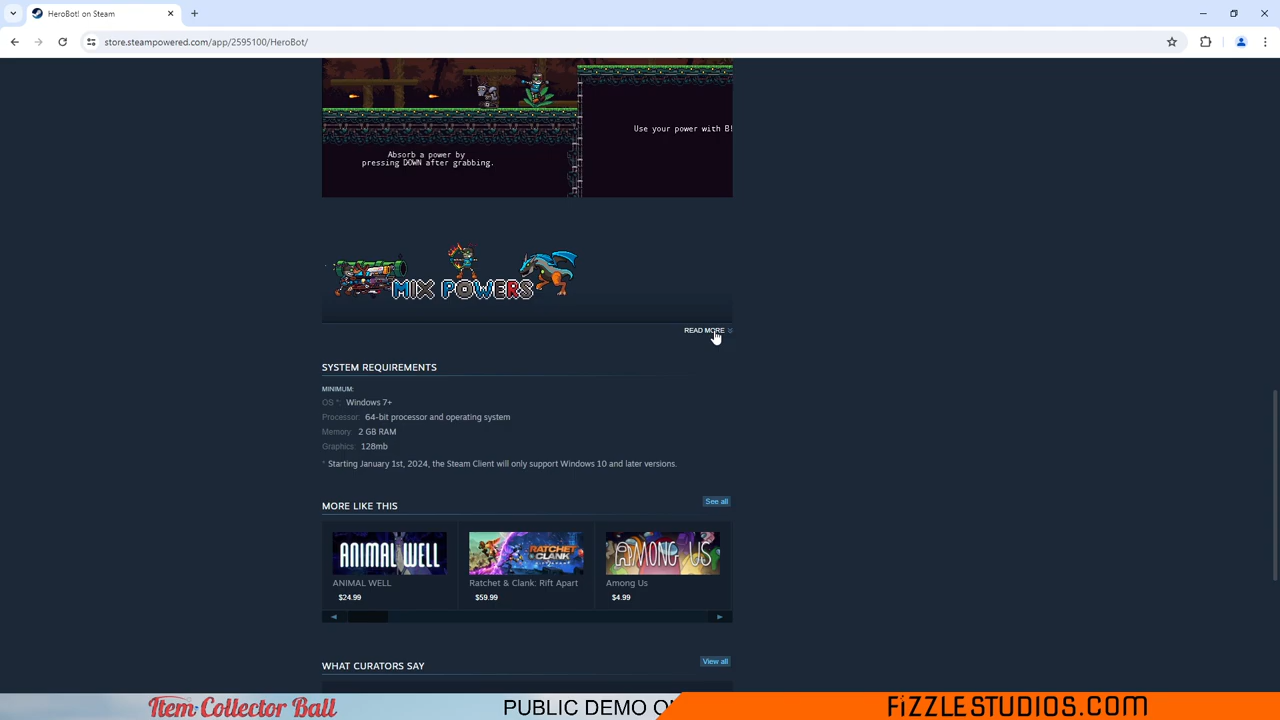 HeroBot! on Steam
store.steampowered.com/app/2595100/HeroBot/
Use your power with B!
Absorb a power by
pressing DOWN after grabbing.
MIX POWERS
READ MORE
SYSTEM REQUIREMENTS
MINIMUM:
OS *: Windows 7+
Processor: 64-bit processor and operating system
Memory: 2 GB RAM
Graphics: 128mb
* Starting January 1st, 2024, the Steam Client will only support Windows 10 and later versions.
MORE LIKE THIS
See all
ANIMAL WELL
RATCHET CLANK
AMONG US
ANIMAL WELL
Ratchet & Clank: Rift Apart
Among Us
$24.99
$59.99
$4.99
WHAT CURATORS SAY
View all
Item Collector Ball
PUBLIC DEMO
FiZZLESTUDIOS.COM